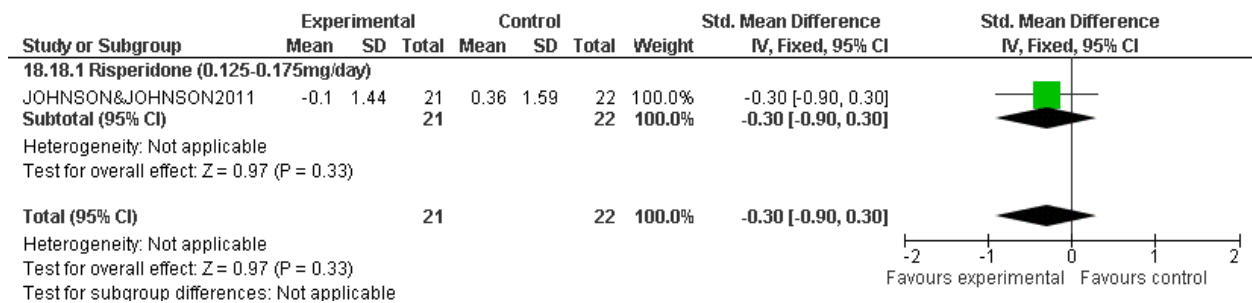 Experimental Control Std. Mean Difference Std. Mean Difference
Study or Subgroup Mean SD Total Mean SD Total Weight IV, Fixed, 95% CI IV, Fixed, 95% CI
18.18.1 Risperidone (0.125-0.175mg/day)
JOHNSON&JOHNSON2011 -0.1 1.44 21 0.36 1.59 22 100.0% -0.30 [-0.90, 0.30]
Subtotal (95% CI) 21 22 100.0% -0.30 [-0.90, 0.30]
Heterogeneity: Not applicable
Test for overall effect: Z = 0.97 (P = 0.33)
Total (95% CI) 21 22 100.0% -0.30 [-0.90, 0.30]
Heterogeneity: Not applicable
Test for overall effect: Z = 0.97 (P = 0.33)
Test for subgroup differences: Not applicable
-2 -1 0 1 2
Favours experimental Favours control